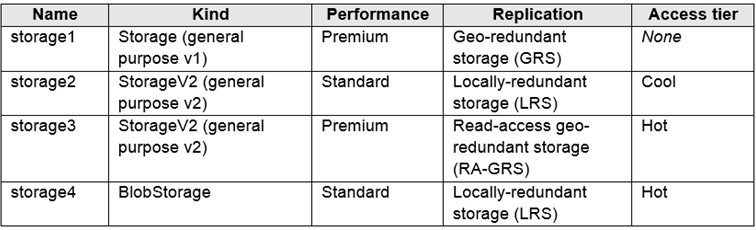 Name Kind Performance Replication Access tier
storage1 Storage (general Premium Geo-redundant None
purpose v1) storage (GRS)
storage2 StorageV2 (general Standard Locally-redundant Cool
purpose v2) storage (LRS)
storage3 StorageV2 (general Premium Read-access geo- Hot
purpose v2) redundant storage
(RA-GRS)
storage4 BlobStorage Standard Locally-redundant Hot
storage (LRS)